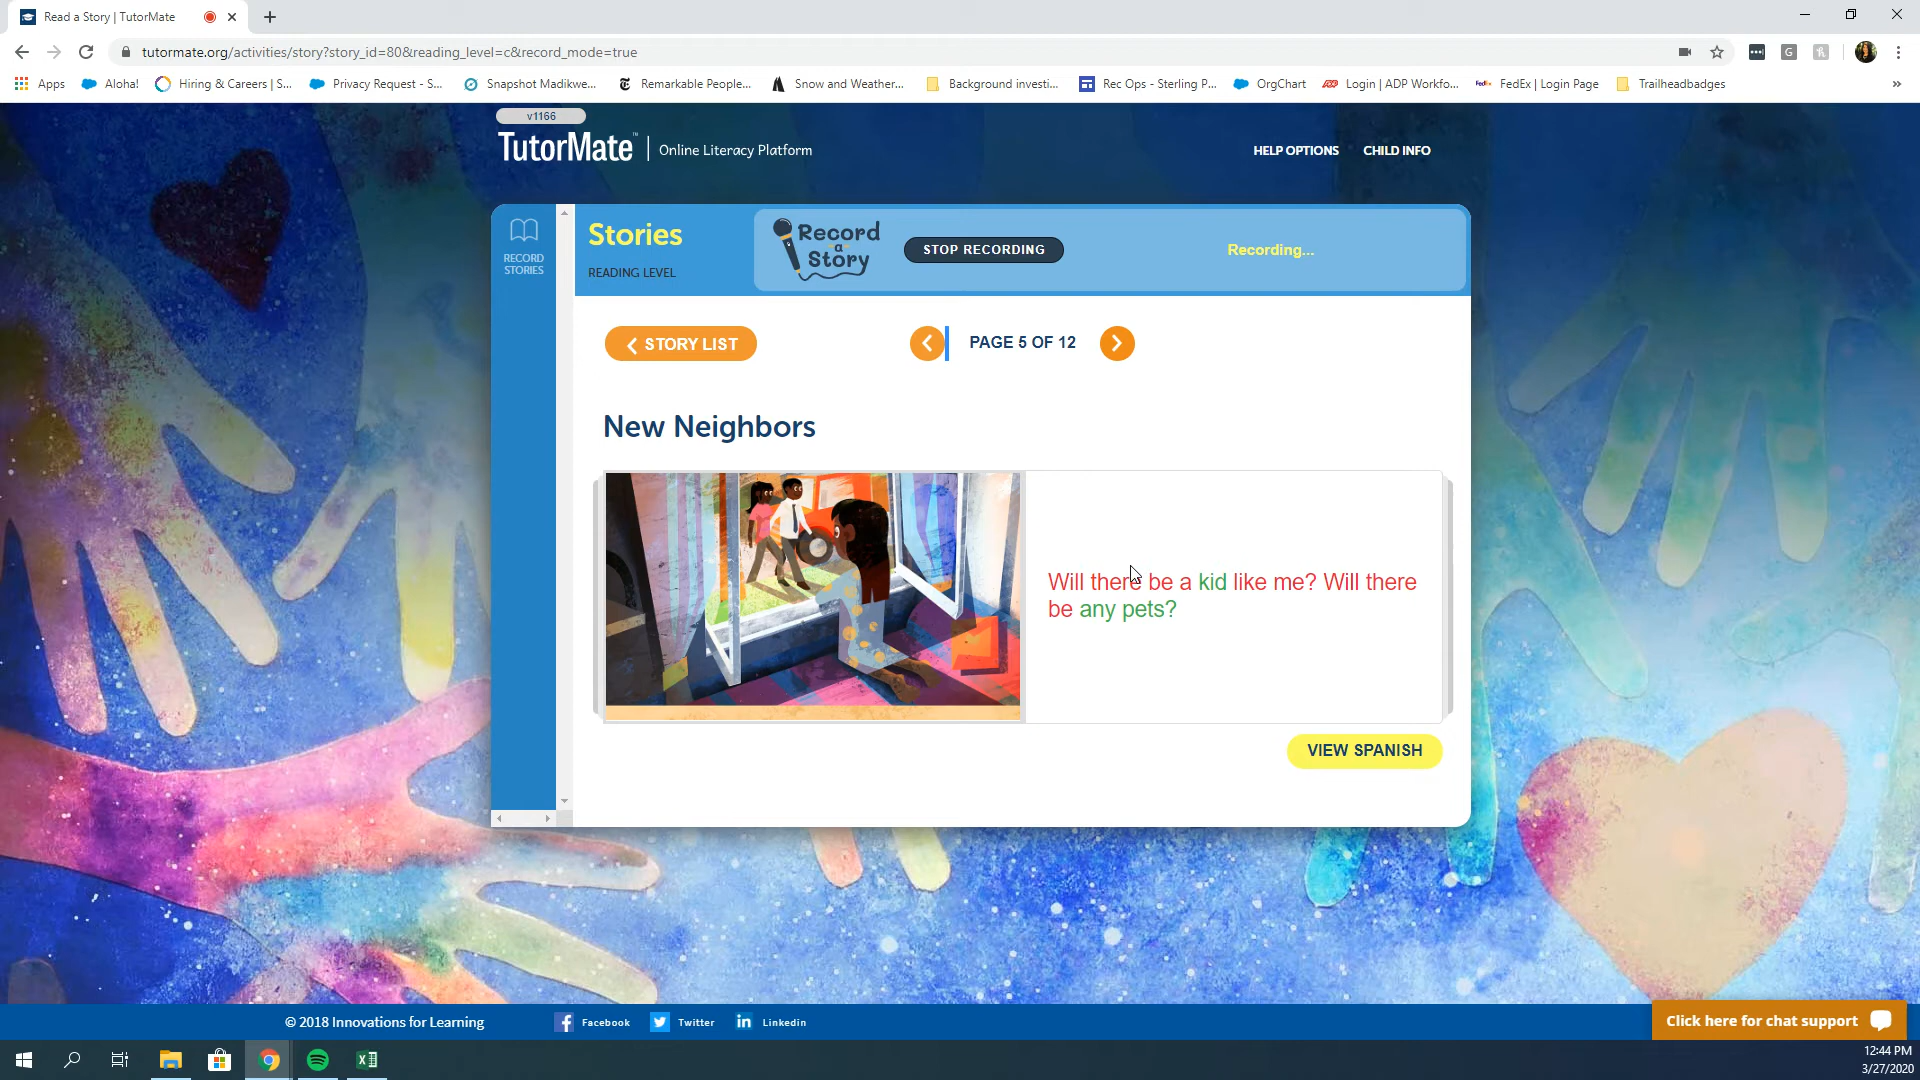 Read a Story | TutorMate
tutormate.org/activities/story?story_id=80&reading_level=c&record_mode=true
Apps Aloha! Hiring & Careers | S... Privacy Request - S... Snapshot Madikwe... Remarkable People... Snow and Weather... Background investi... Rec Ops - Sterling P... OrgChart Login | ADP Workfo... FedEx | Login Page Trailheadbadges »
v1166
TutorMate™ | Online Literacy Platform
HELP OPTIONS CHILD INFO
RECORD
STORIES
Stories
READING LEVEL
Record
a
Story
STOP RECORDING
Recording...
STORY LIST
PAGE 5 OF 12
New Neighbors
Will there be a kid like me? Will there
be any pets?
VIEW SPANISH
© 2018 Innovations for Learning
Facebook Twitter Linkedin
Click here for chat support
12:44 PM
3/27/2020